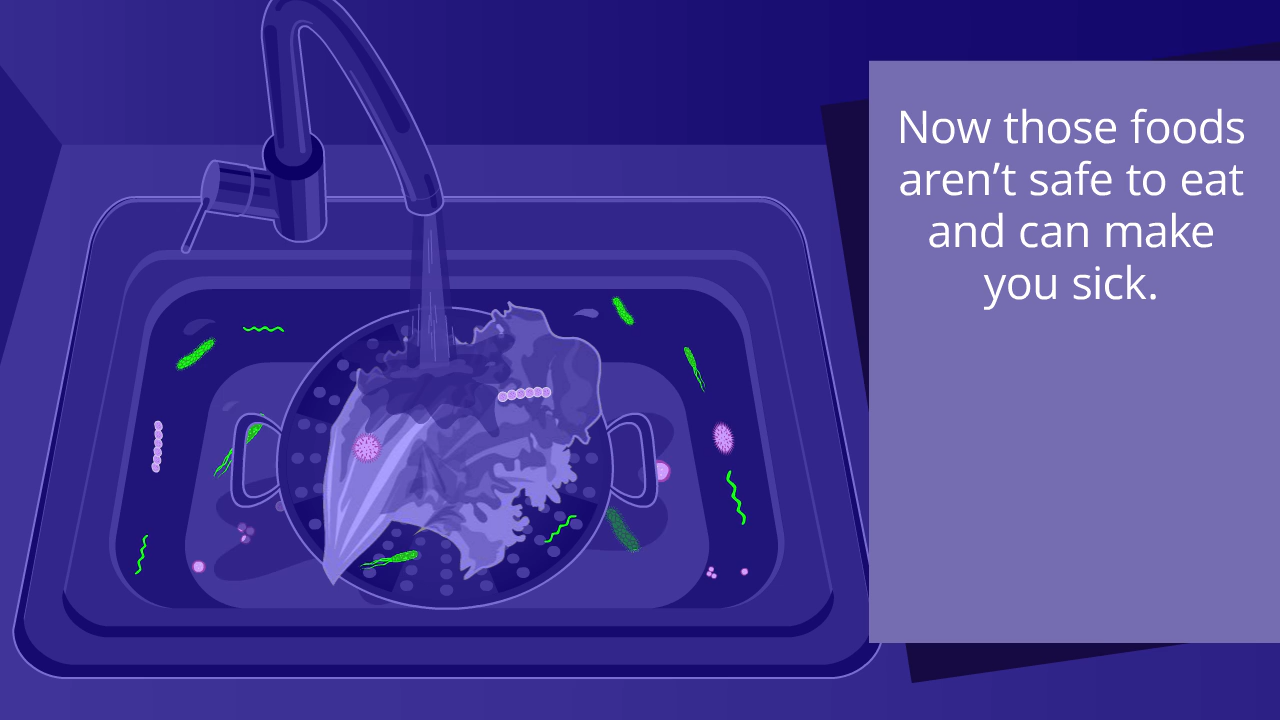 Now those foods
aren’t safe to eat
and can make
you sick.